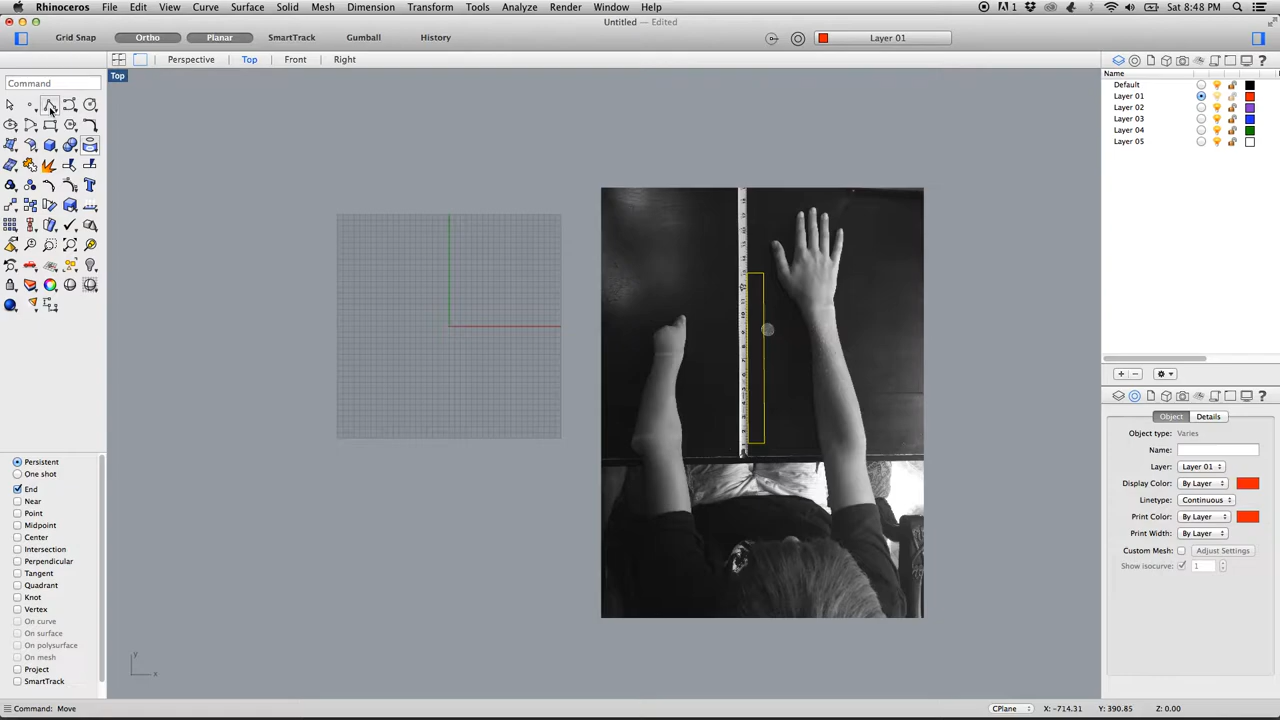 Rhinoceros File Edit View Curve Surface Solid Mesh Dimension Transform Tools Analyze Render Window Help 1 Sat 8:48 PM
Untitled — Edited
Grid Snap Ortho Planar SmartTrack Gumball History Layer 01
Perspective Top Front Right
Top
Command
Name
Default
Layer 01
Layer 02
Layer 03
Layer 04
Layer 05
Object Details
Object type: Varies
Name:
Layer: Layer 01
Display Color: By Layer
Linetype: Continuous
Print Color: By Layer
Print Width: By Layer
Custom Mesh: Adjust Settings
Show isocurve: 1
Persistent
One shot
End
Near
Point
Midpoint
Center
Intersection
Perpendicular
Tangent
Quadrant
Knot
Vertex
On curve
On surface
On polysurface
On mesh
Project
SmartTrack
y
x
Command: Move CPlane X: -714.31 Y: 390.85 Z: 0.00